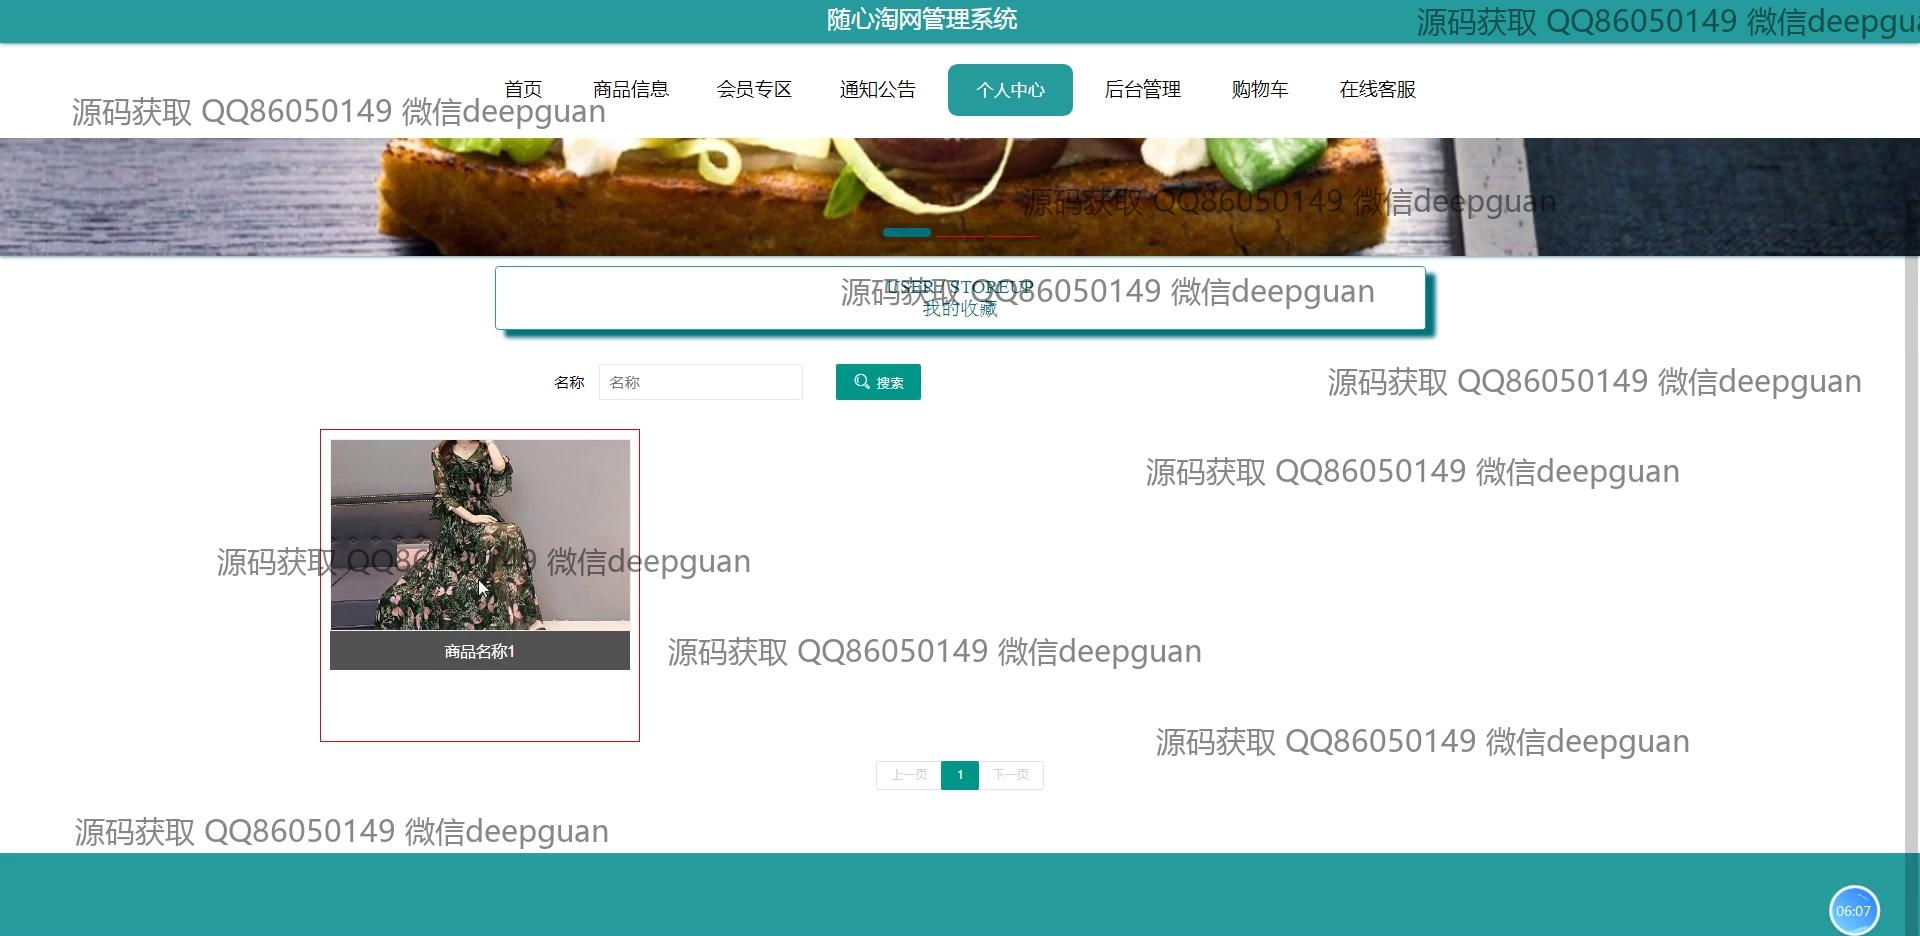 随心淘网管理系统
源码获取 QQ86050149 微信deepgua
首页 商品信息 会员专区 通知公告 个人中心 后台管理 购物车 在线客服
源码获取 QQ86050149 微信deepguan
源码获取 QQ86050149 微信deepguan
USER / STOREUP
源码获取 QQ86050149 微信deepguan
我的收藏
名称 名称 搜索
源码获取 QQ86050149 微信deepguan
源码获取 QQ86050149 微信deepguan
源码获取 QQ86050149 微信deepguan
商品名称1
源码获取 QQ86050149 微信deepguan
源码获取 QQ86050149 微信deepguan
上一页 1 下一页
源码获取 QQ86050149 微信deepguan
06:07